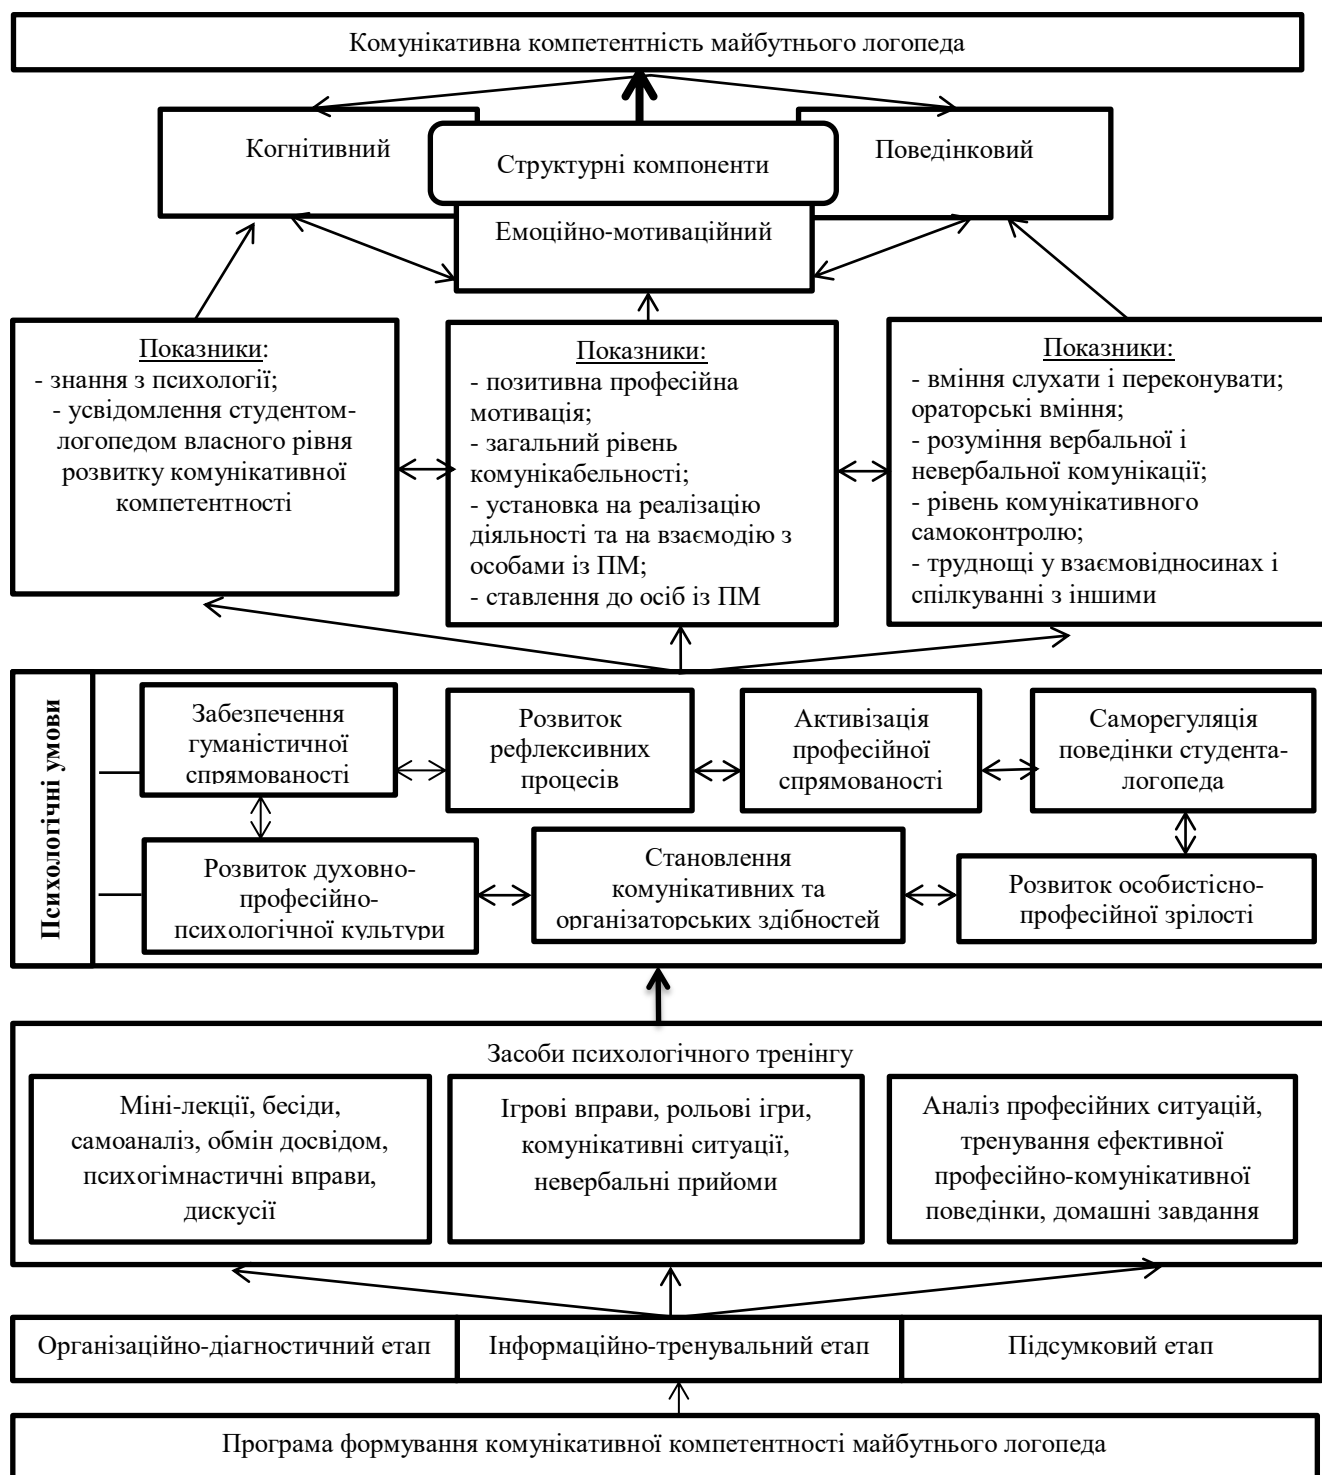 Комунікативна компетентність майбутнього логопеда
Когнітивний
Структурні компоненти
Поведінковий
Емоційно-мотиваційний
Показники:
- знання з психології;
- усвідомлення студентом-
логопедом власного рівня
розвитку комунікативної
компетентності
Показники:
- позитивна професійна
мотивація;
- загальний рівень
комунікабельності;
- установка на реалізацію
діяльності та на взаємодію з
особами із ПМ;
- ставлення до осіб із ПМ
Показники:
- вміння слухати і переконувати;
ораторські вміння;
- розуміння вербальної і
невербальної комунікації;
- рівень комунікативного
самоконтролю;
- труднощі у взаємовідносинах і
спілкуванні з іншими
Психологічні умови
Забезпечення
гуманістичної
спрямованості
Розвиток
рефлексивних
процесів
Активізація
професійної
спрямованості
Саморегуляція
поведінки студента-
логопеда
Розвиток духовно-
професійно-
психологічної культури
Становлення
комунікативних та
організаторських здібностей
Розвиток особистісно-
професійної зрілості
Засоби психологічного тренінгу
Міні-лекції, бесіди,
самоаналіз, обмін досвідом,
психогімнастичні вправи,
дискусії
Ігрові вправи, рольові ігри,
комунікативні ситуації,
невербальні прийоми
Аналіз професійних ситуацій,
тренування ефективної
професійно-комунікативної
поведінки, домашні завдання
Організаційно-діагностичний етап
Інформаційно-тренувальний етап
Підсумковий етап
Програма формування комунікативної компетентності майбутнього логопеда